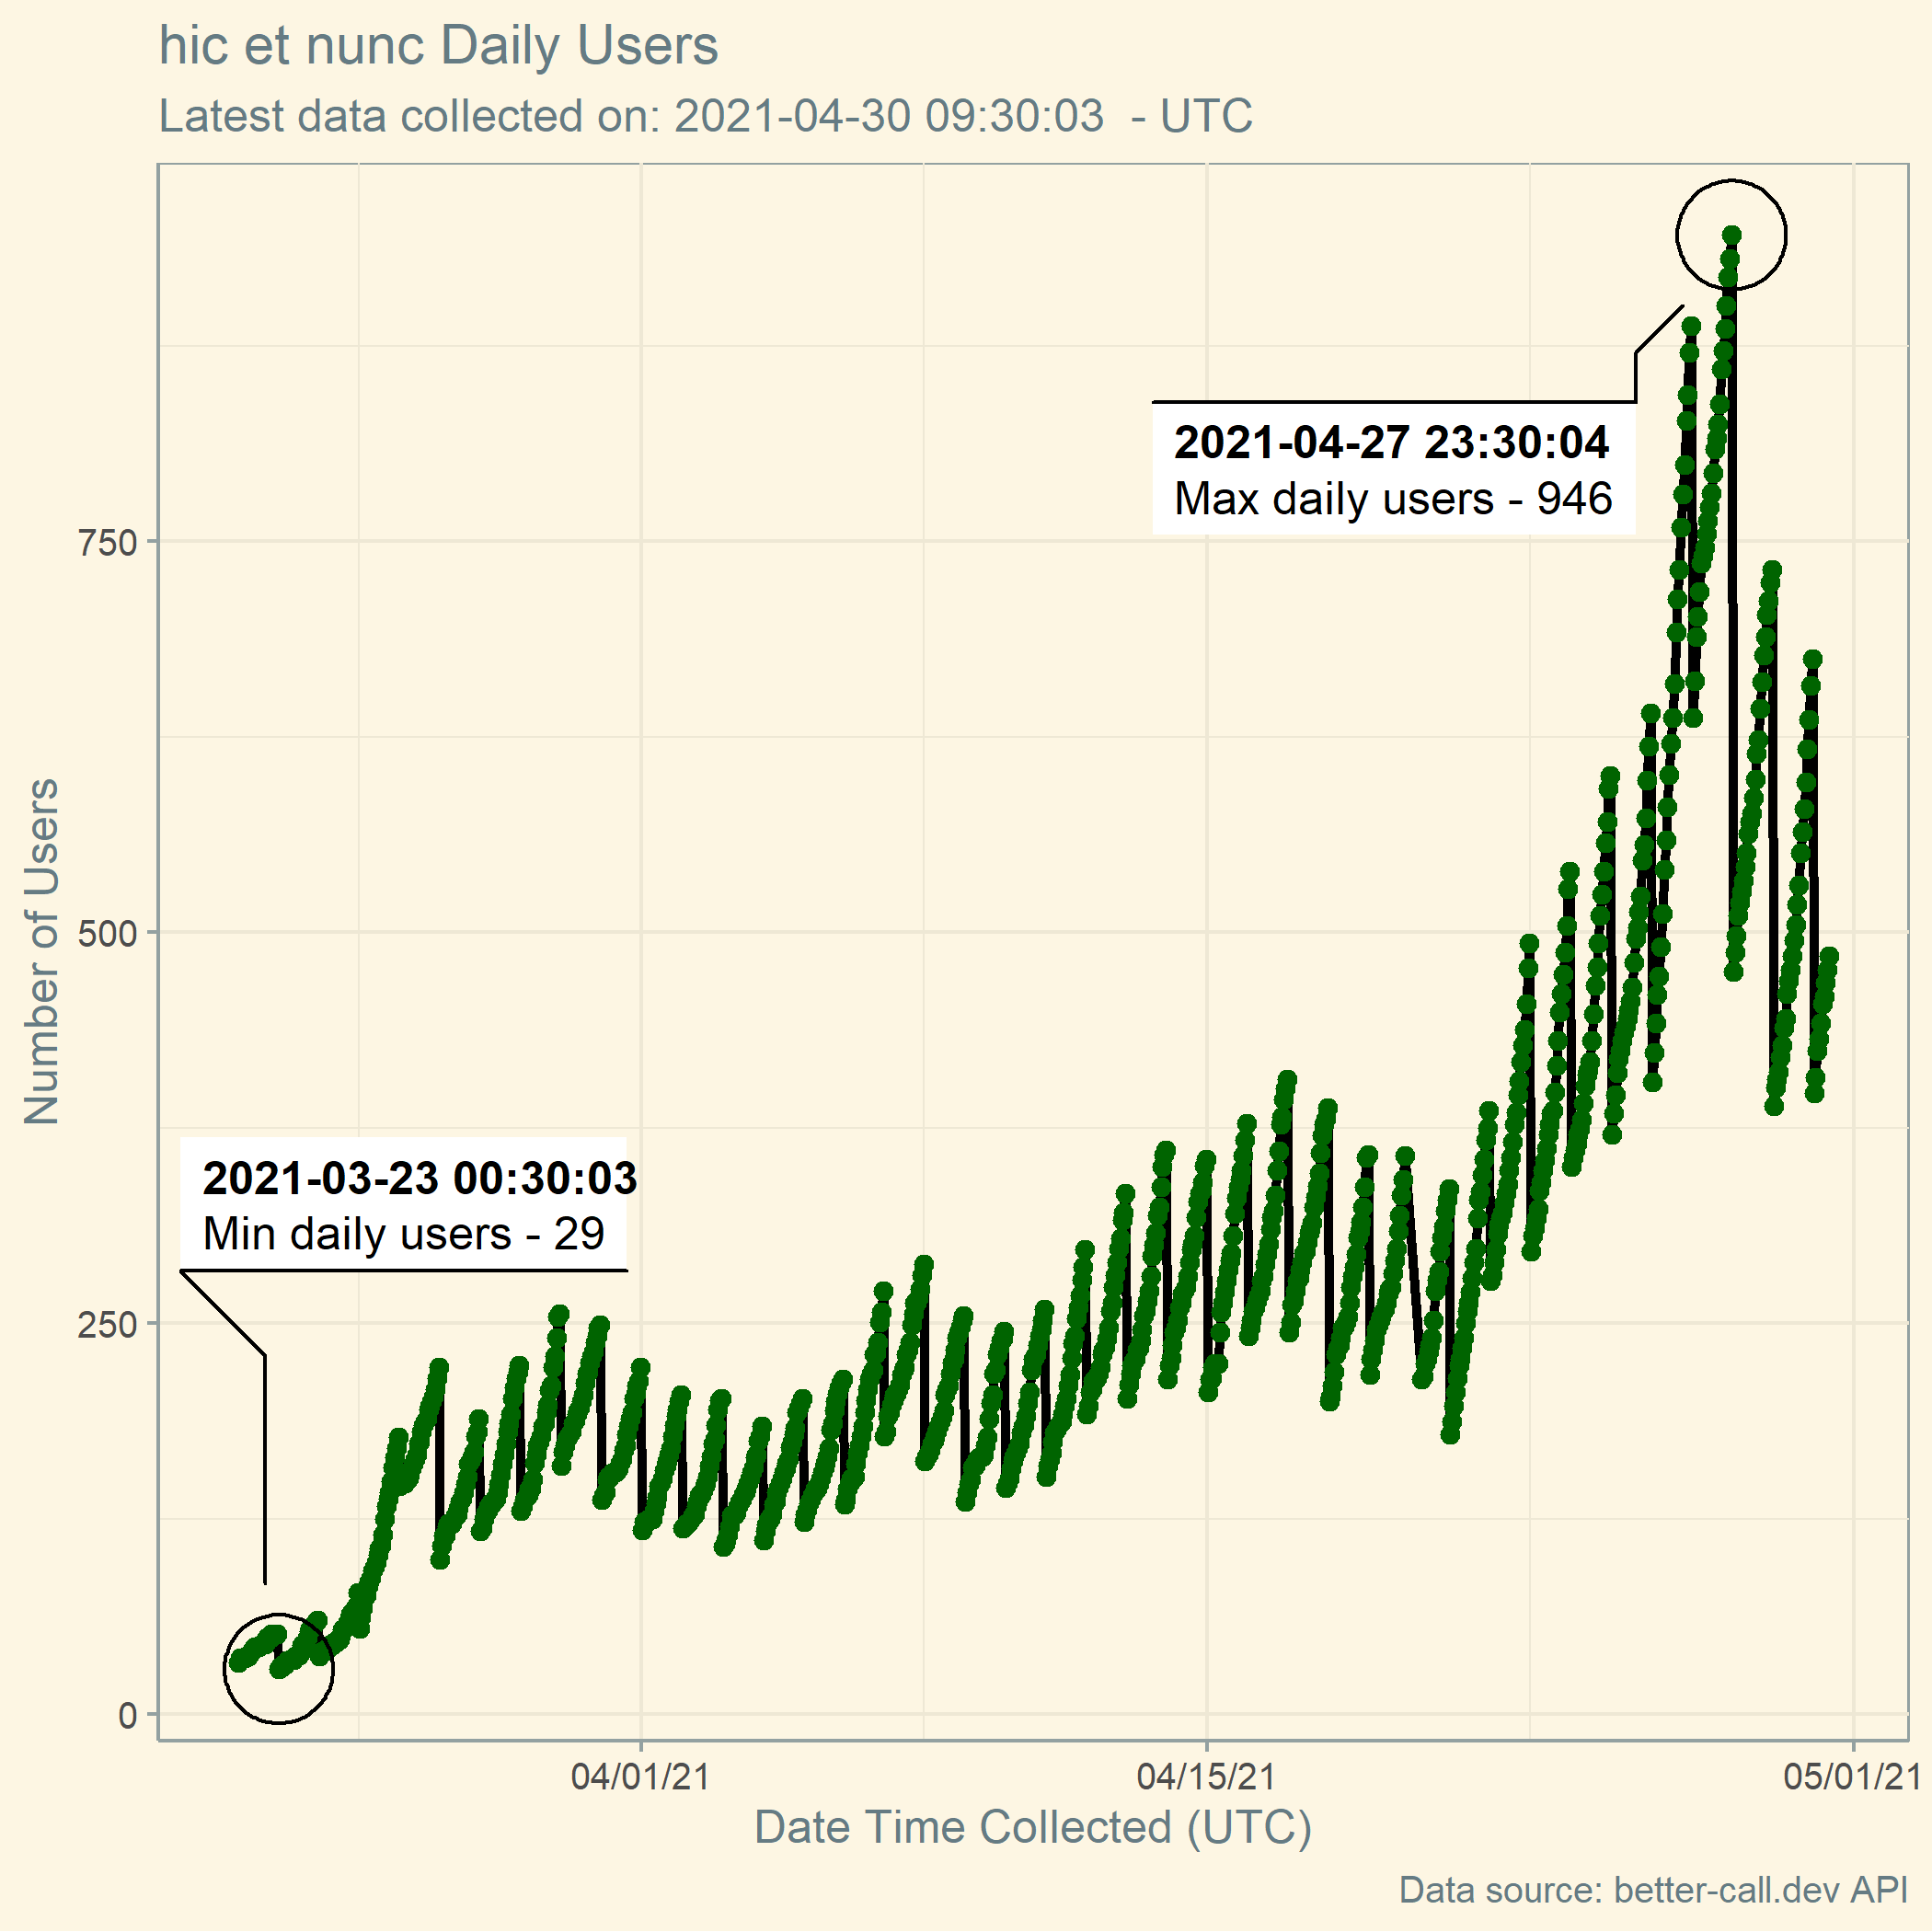 hic et nunc Daily Users
Latest data collected on: 2021-04-30 09:30:03  - UTC
2021-04-27 23:30:04
Max daily users - 946
750
500
Number of Users
2021-03-23 00:30:03
Min daily users - 29
250
0
04/01/21
04/15/21
05/01/21
Date Time Collected (UTC)
Data source: better-call.dev API